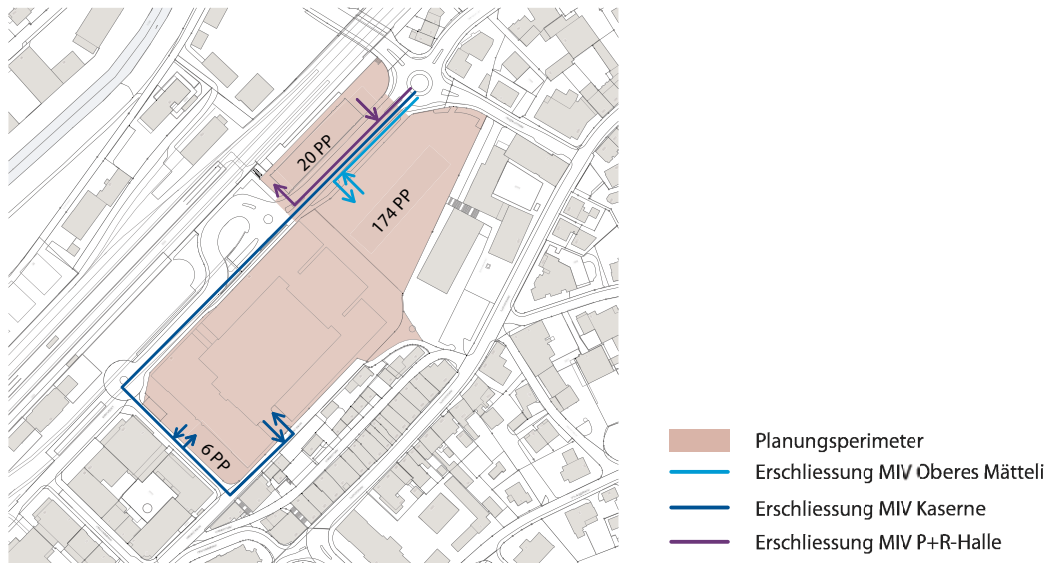 20 PP
174 PP
6 PP
Planungsperimeter
Erschliessung MIV Oberes Mätteli
Erschliessung MIV Kaserne
Erschliessung MIV P+R-Halle